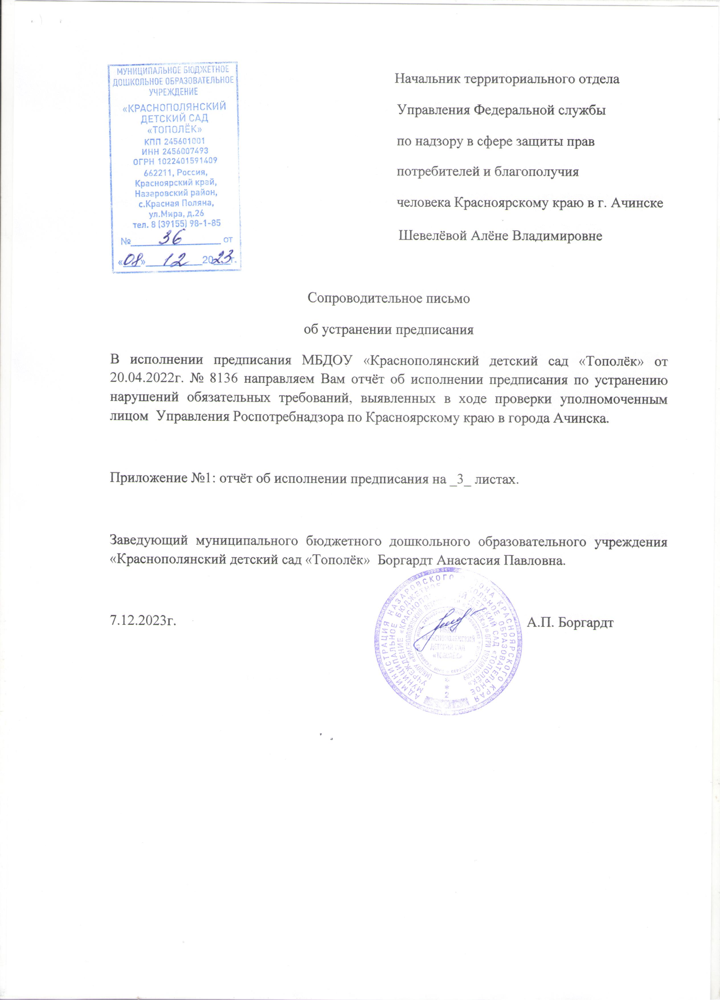 МУНИЦИПАЛЬНОЕ БЮДЖЕТНОЕ
ДОШКОЛЬНОЕ ОБРАЗОВАТЕЛЬНОЕ
УЧРЕЖДЕНИЕ
«КРАСНОПОЛЯНСКИЙ
ДЕТСКИЙ САД
«ТОПОЛЁК»
КПП 245601001
ИНН 2456007493
ОГРН 1022401591409
662211, Россия,
Красноярский край,
Назаровский район,
с.Красная Поляна,
ул.Мира, д.26
тел. 8 (39155) 98-1-85
№ 36 от
«08» 12 2023г.
Начальник территориального отдела
Управления Федеральной службы
по надзору в сфере защиты прав
потребителей и благополучия
человека Красноярскому краю в г. Ачинске
Шевелёвой Алёне Владимировне
Сопроводительное письмо
об устранении предписания
В исполнении предписания МБДОУ «Краснополянский детский сад «Тополёк» от
20.04.2022г. № 8136 направляем Вам отчёт об исполнении предписания по устранению
нарушений обязательных требований, выявленных в ходе проверки уполномоченным
лицом Управления Роспотребнадзора по Красноярскому краю в города Ачинска.
Приложение №1: отчёт об исполнении предписания на _3_ листах.
Заведующий муниципального бюджетного дошкольного образовательного учреждения
«Краснополянский детский сад «Тополёк» Боргардт Анастасия Павловна.
7.12.2023г.
А.П. Боргардт
АДМИНИСТРАЦИЯ НАЗАРОВСКОГО КРАСНОЯРСКОГО КРАЯ
МУНИЦИПАЛЬНОЕ БЮДЖЕТНОЕ ОБРАЗОВАТЕЛЬНОЕ
УЧРЕЖДЕНИЕ ДЕТСКИЙ САД «ТОПОЛЁК»
ОГРН 1022401591409
МБДОУ
«КРАСНОПОЛЯНСКИЙ
ДЕТСКИЙ САД
«ТОПОЛЁК»
2